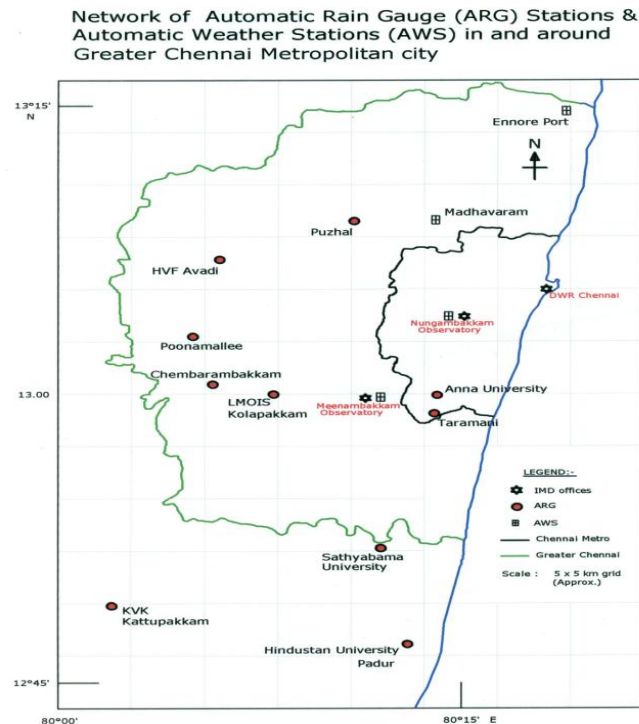 Network of Automatic Rain Gauge (ARG) Stations &
Automatic Weather Stations (AWS) in and around
Greater Chennai Metropolitan city
13°15'
N
Ennore Port
N
Madhavaram
Puzhal
HVF Avadi
DWR Chennai
Nungambakkam
Observatory
Poonamallee
Chembarambakkam
13.00
LMOIS
Kolapakkam
Meenambakkam
Observatory
Anna University
Taramani
LEGEND:-
IMD offices
ARG
AWS
Chennai Metro
Greater Chennai
Scale : 5 x 5 km grid
(Approx.)
Sathyabama
University
KVK
Kattupakkam
Hindustan University
Padur
12°45'
80°00'
80°15' E